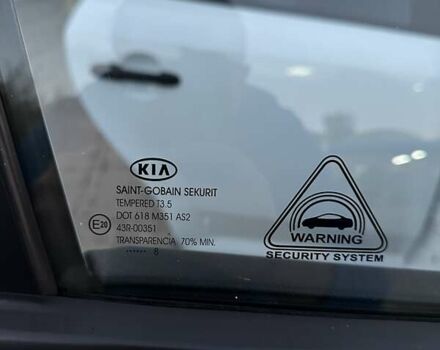 KIA
SAINT-GOBAIN SEKURIT
TEMPERED T3.5
DOT 618 M351 AS2
E20
43R-00351
TRANSPARENCIA 70% MIN.
...... 8
WARNING
SECURITY SYSTEM